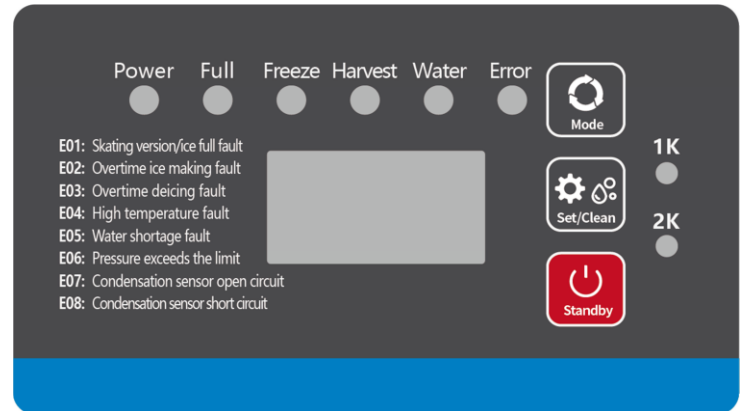 Power Full Freeze Harvest Water Error
Mode
E01: Skating version/ice full fault
E02: Overtime ice making fault
E03: Overtime deicing fault
E04: High temperature fault
E05: Water shortage fault
E06: Pressure exceeds the limit
E07: Condensation sensor open circuit
E08: Condensation sensor short circuit
Set/Clean
Standby
1K
2K